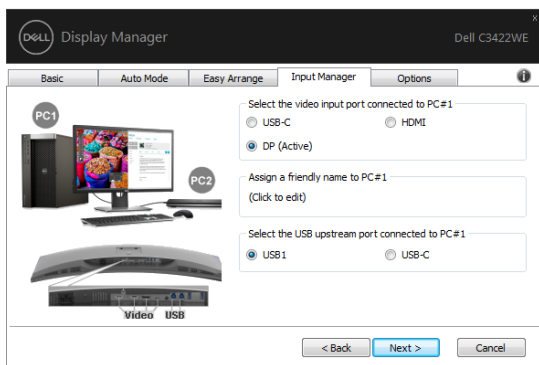 DELL Display Manager
Dell C3422WE
x
Basic
Auto Mode
Easy Arrange
Input Manager
Options
i
PC1
PC2
Video USB
Select the video input port connected to PC#1
USB-C HDMI
DP (Active)
Assign a friendly name to PC#1
(Click to edit)
Select the USB upstream port connected to PC#1
USB1 USB-C
< Back Next > Cancel